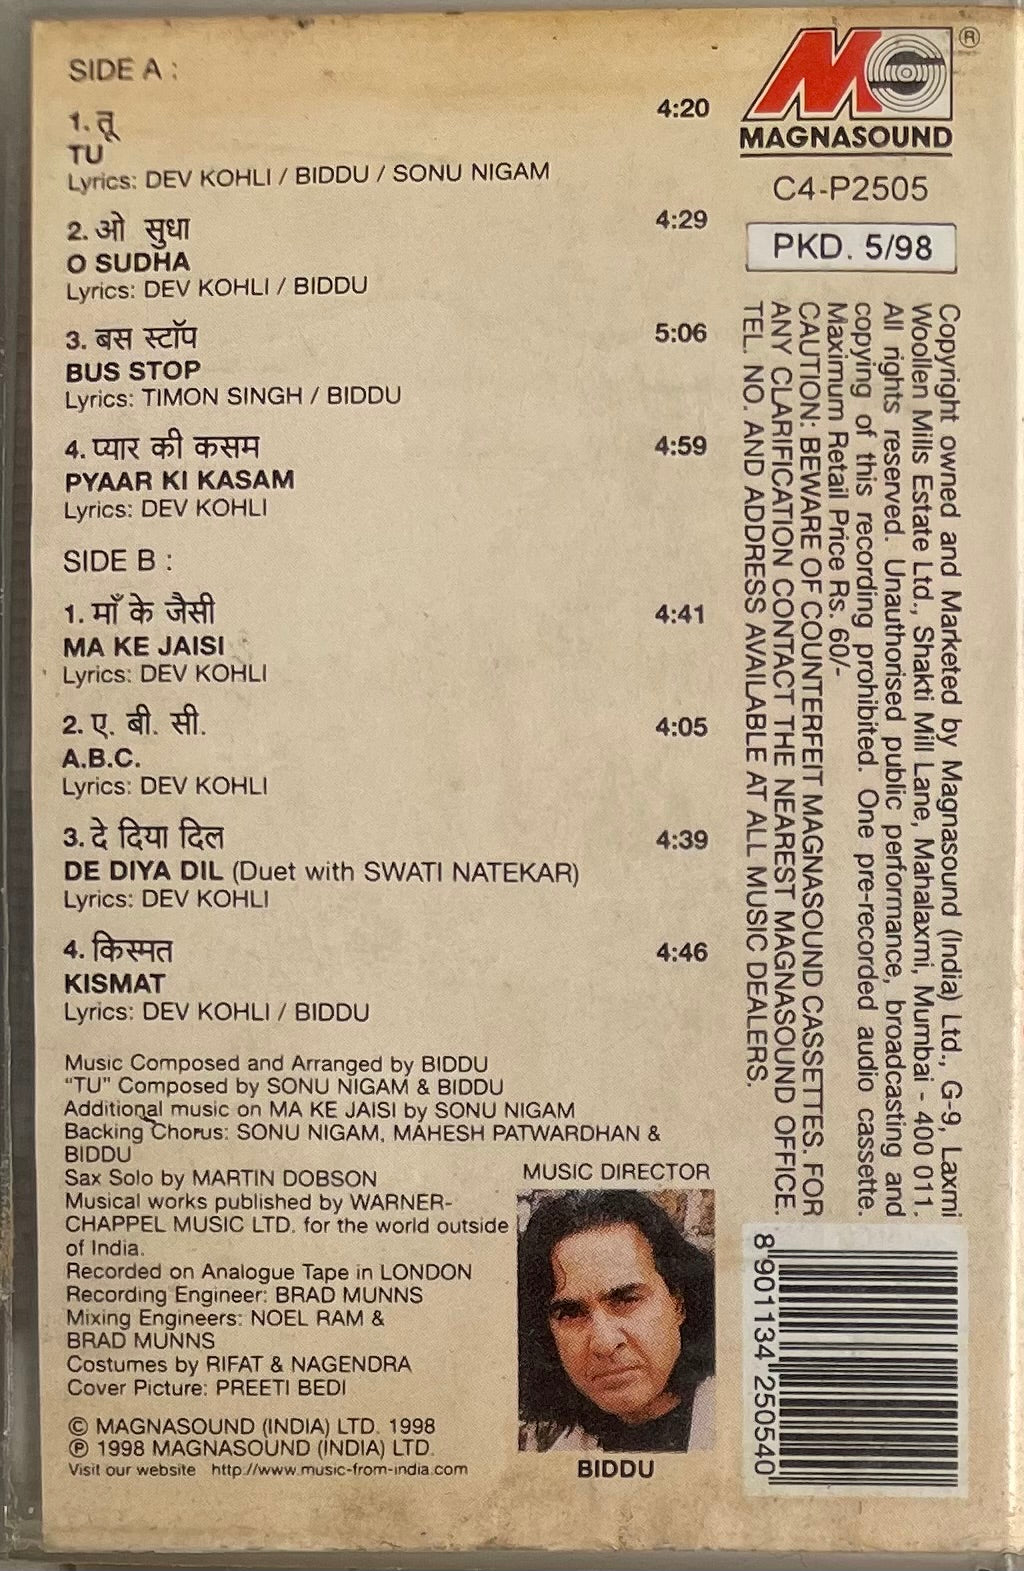 SIDE A :
1. तू 4:20
TU
Lyrics: DEV KOHLI / BIDDU / SONU NIGAM
2. ओ सुधा 4:29
O SUDHA
Lyrics: DEV KOHLI / BIDDU
3. बस स्टॉप 5:06
BUS STOP
Lyrics: TIMON SINGH / BIDDU
4. प्यार की कसम 4:59
PYAAR KI KASAM
Lyrics: DEV KOHLI
SIDE B :
1. माँ के जैसी 4:41
MA KE JAISI
Lyrics: DEV KOHLI
2. ए. बी. सी. 4:05
A.B.C.
Lyrics: DEV KOHLI
3. दे दिया दिल 4:39
DE DIYA DIL (Duet with SWATI NATEKAR)
Lyrics: DEV KOHLI
4. किस्मत 4:46
KISMAT
Lyrics: DEV KOHLI / BIDDU
Music Composed and Arranged by BIDDU
"TU" Composed by SONU NIGAM & BIDDU
Additional music on MA KE JAISI by SONU NIGAM
Backing Chorus: SONU NIGAM, MAHESH PATWARDHAN &
BIDDU
Sax Solo by MARTIN DOBSON
Musical works published by WARNER-
CHAPPEL MUSIC LTD. for the world outside
of India.
Recorded on Analogue Tape in LONDON
Recording Engineer: BRAD MUNNS
Mixing Engineers: NOEL RAM &
BRAD MUNNS
Costumes by RIFAT & NAGENDRA
Cover Picture: PREETI BEDI
© MAGNASOUND (INDIA) LTD. 1998
℗ 1998 MAGNASOUND (INDIA) LTD.
Visit our website http://www.music-from-india.com
MUSIC DIRECTOR
BIDDU
MG ®
MAGNASOUND
C4-P2505
PKD. 5/98
Copyright owned and Marketed by Magnasound (India) Ltd., G-9, Laxmi
Woollen Mills Estate Ltd., Shakti Mill Lane, Mahalaxmi, Mumbai - 400 011.
All rights reserved. Unauthorised public performance, broadcasting and
copying of this recording prohibited. One pre-recorded audio cassette.
Maximum Retail Price Rs. 60/-
CAUTION: BEWARE OF COUNTERFEIT MAGNASOUND CASSETTES. FOR
ANY CLARIFICATION CONTACT THE NEAREST MAGNASOUND OFFICE.
TEL. NO. AND ADDRESS AVAILABLE AT ALL MUSIC DEALERS.
8 901134 250540